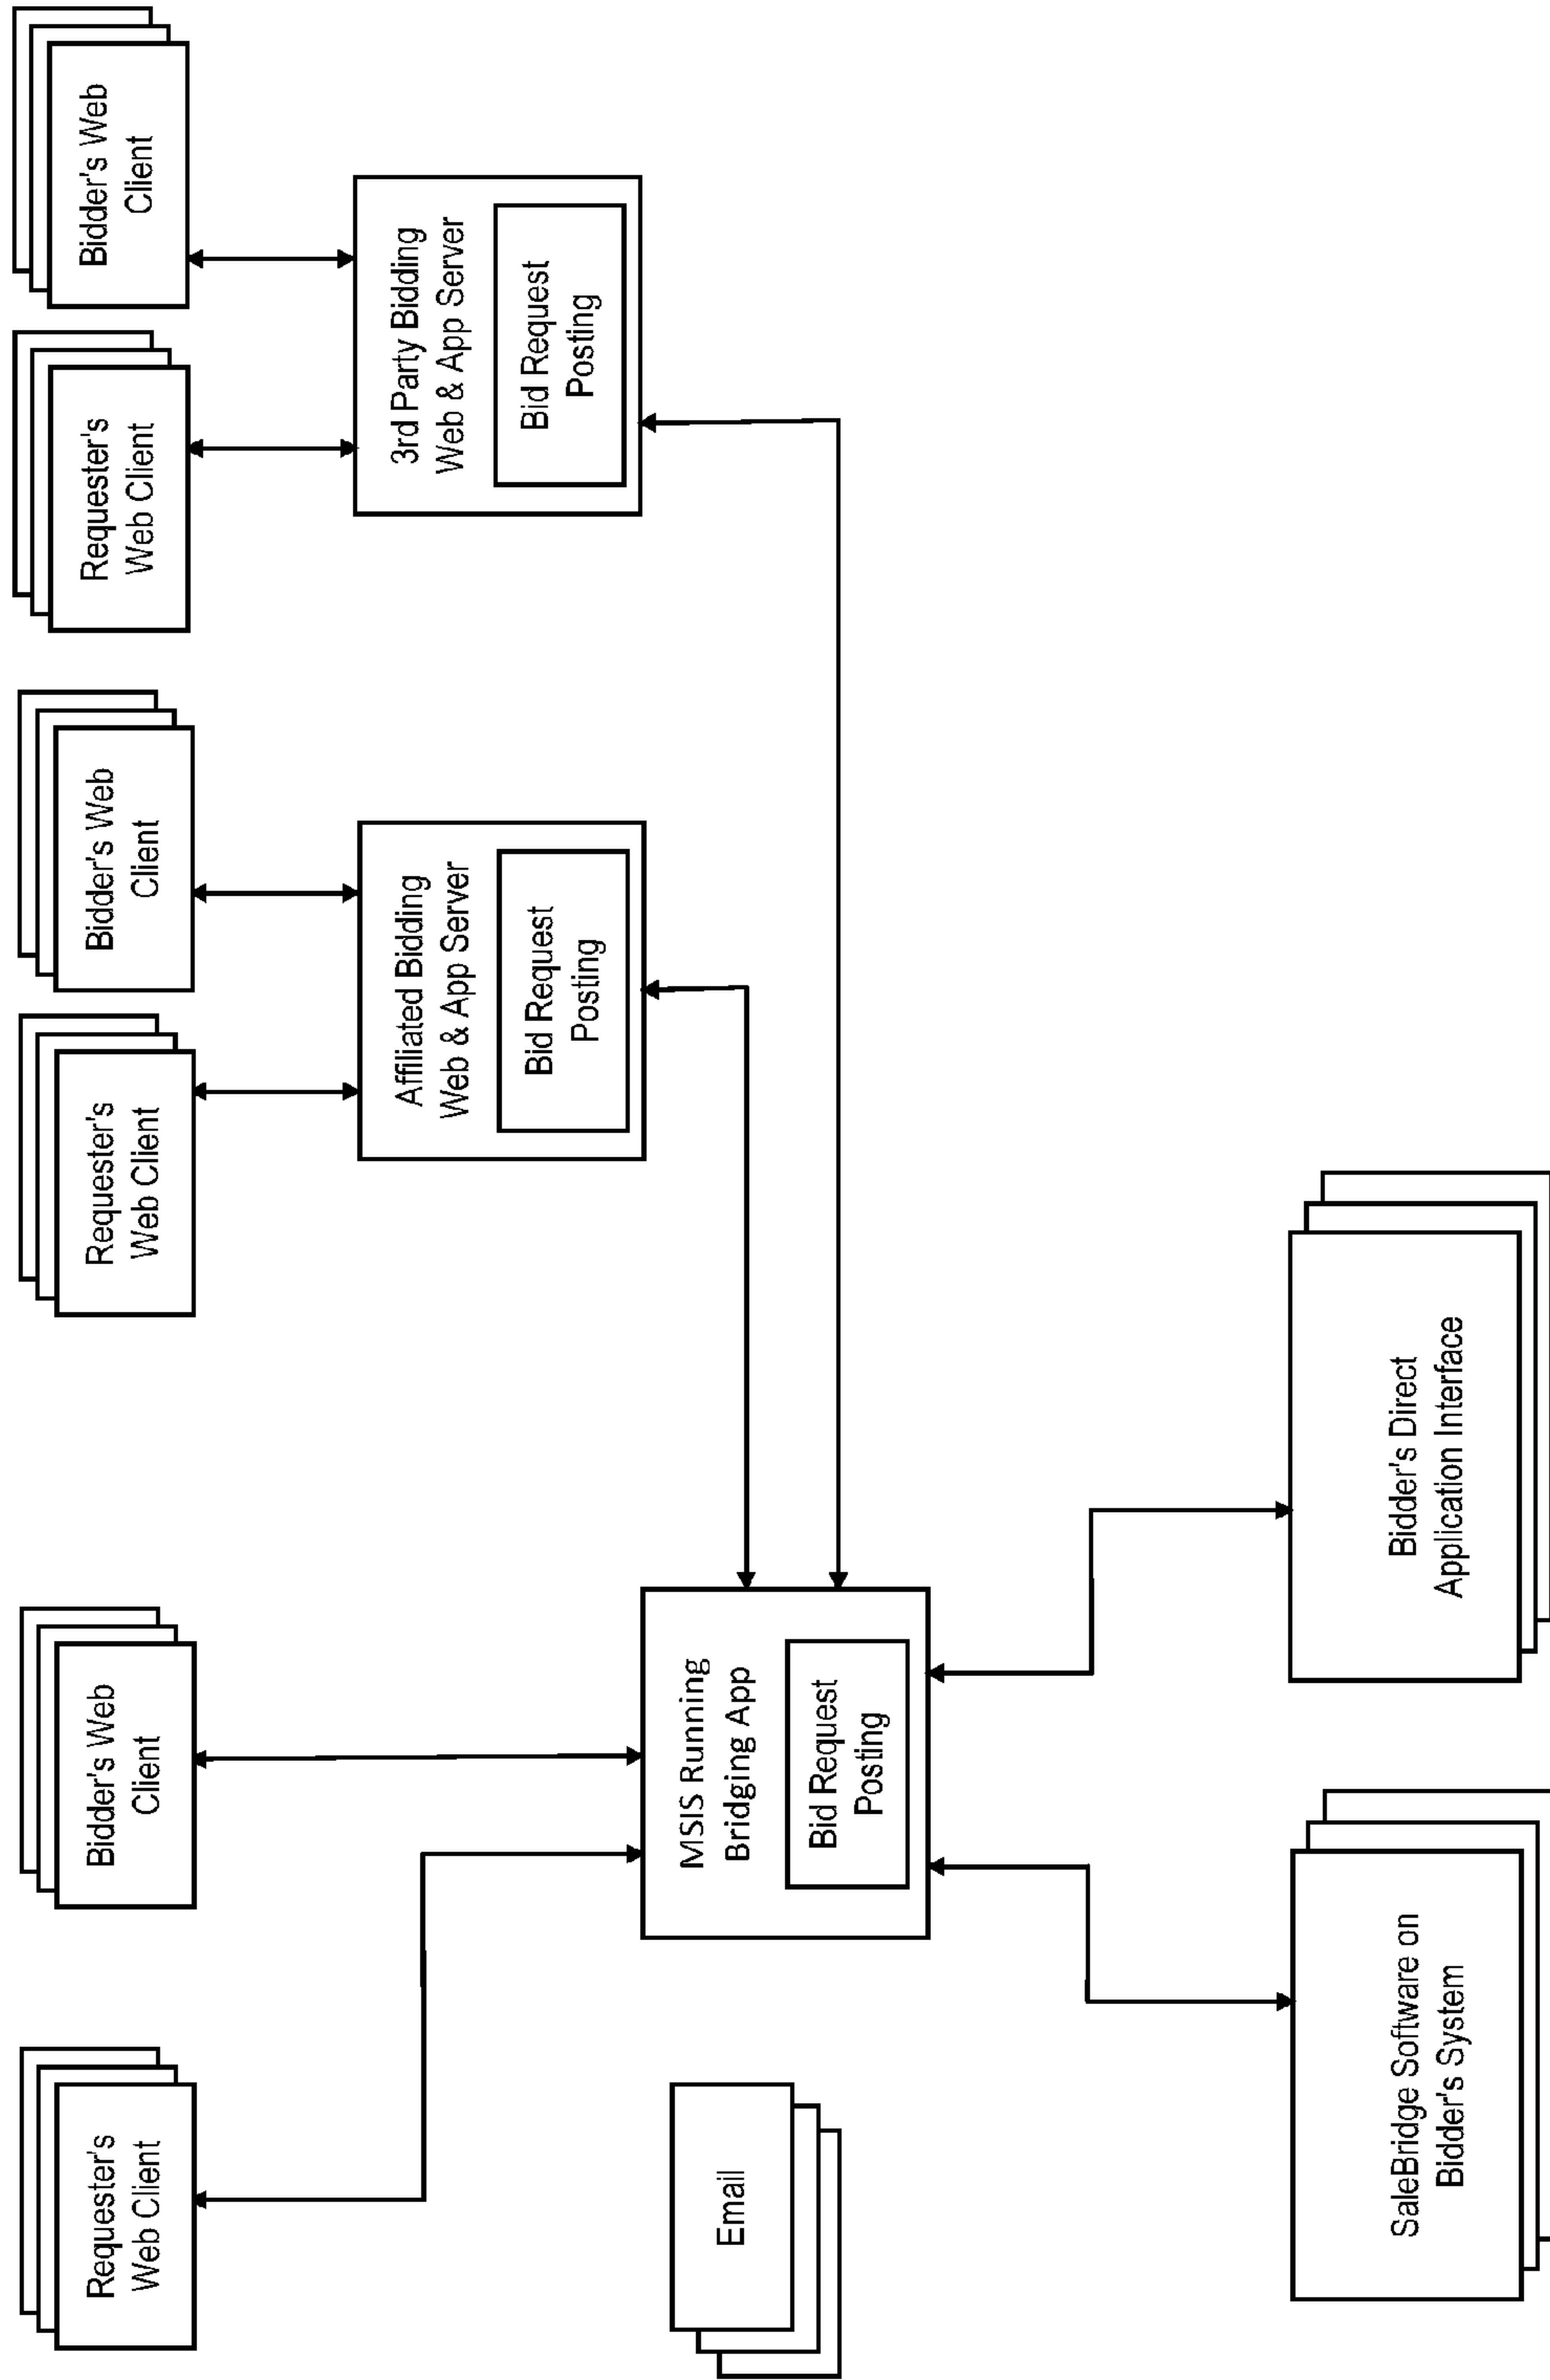 Requester's
Web Client
Bidder's Web
Client
Requester's
Web Client
Bidder's Web
Client
Requester's
Web Client
Bidder's Web
Client
Affiliated Bidding
Web & App Server
Bid Request
Posting
3rd Party Bidding
Web & App Server
Bid Request
Posting
Email
MSIS Running
Bridging App
Bid Request
Posting
SaleBridge Software on
Bidder's System
Bidder's Direct
Application Interface